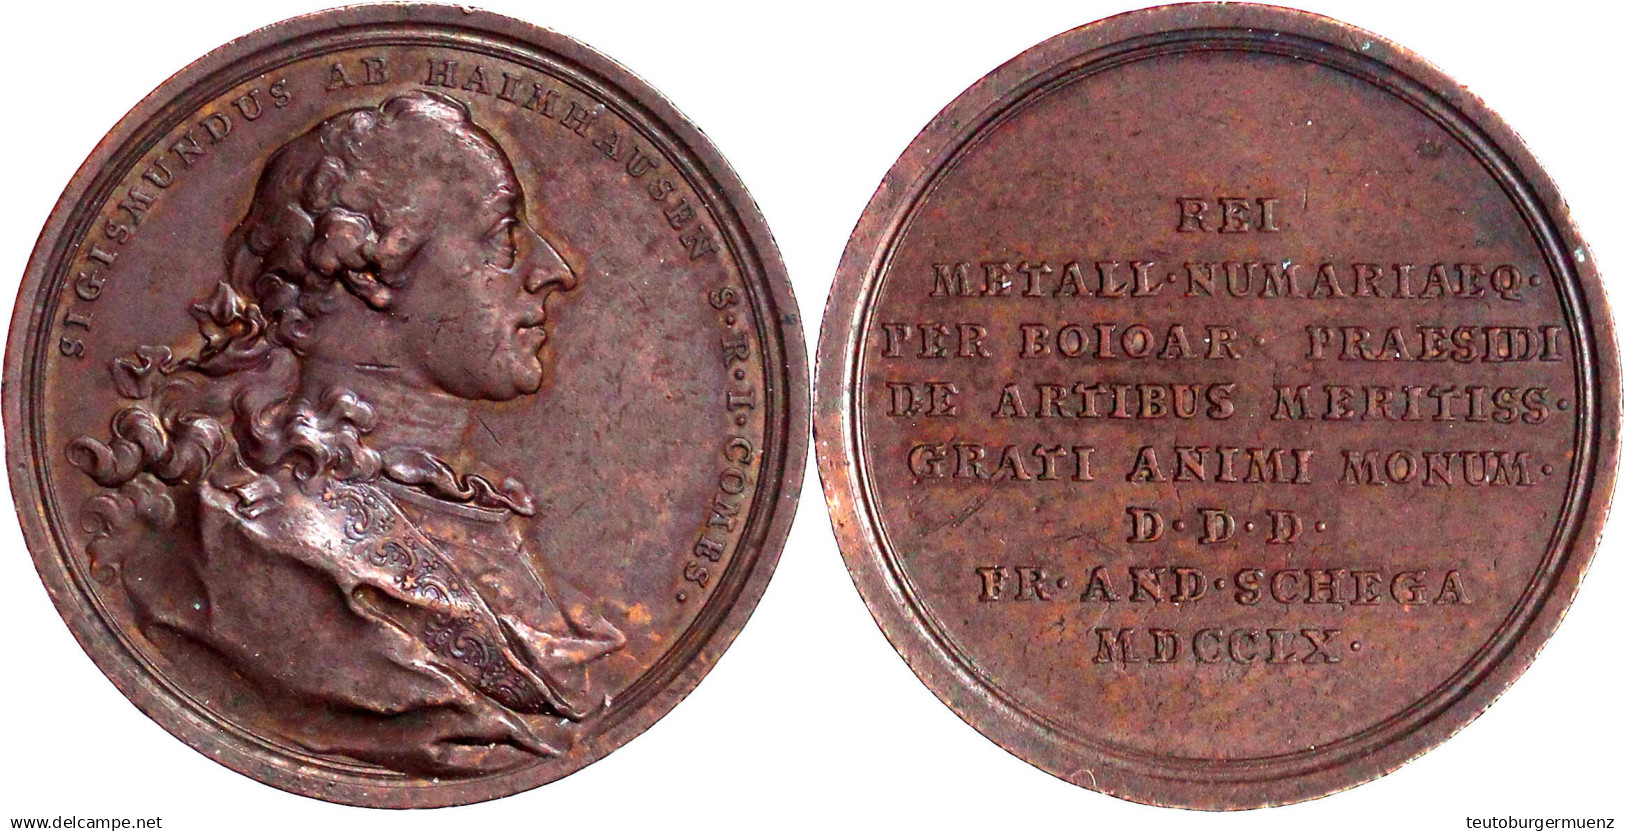 SIGISMUNDUS AB HAIMHAUSEN S·R·I·COMES·
REI
METALL·NUMARIAEQ·
PER BOIOAR· PRAESIDI
DE ARTIBUS MERITISS·
GRATI ANIMI MONUM·
D·D·D·
FR·AND·SCHEGA
MDCCLX·
www.delcampe.net
teutoburgermuenz